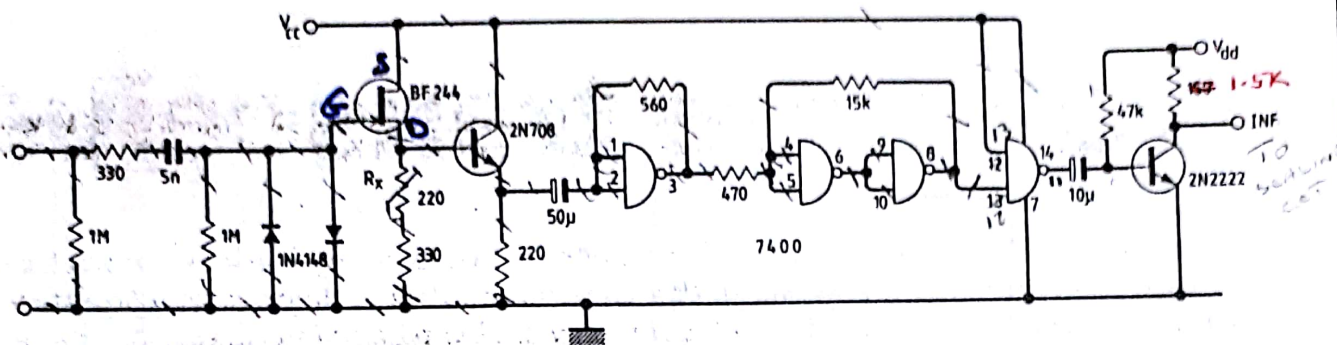 Vcc
S
BF 244
G
D
2N708
560
15k
Vdd
1.5K
47k
INF
TO
330
5n
Rx
220
1
2
3
470
4
5
6
9
10
8
13
12
14
7
11
10μ
2N2222
50μ
1M
1M
1N4148
330
220
7400
13
12